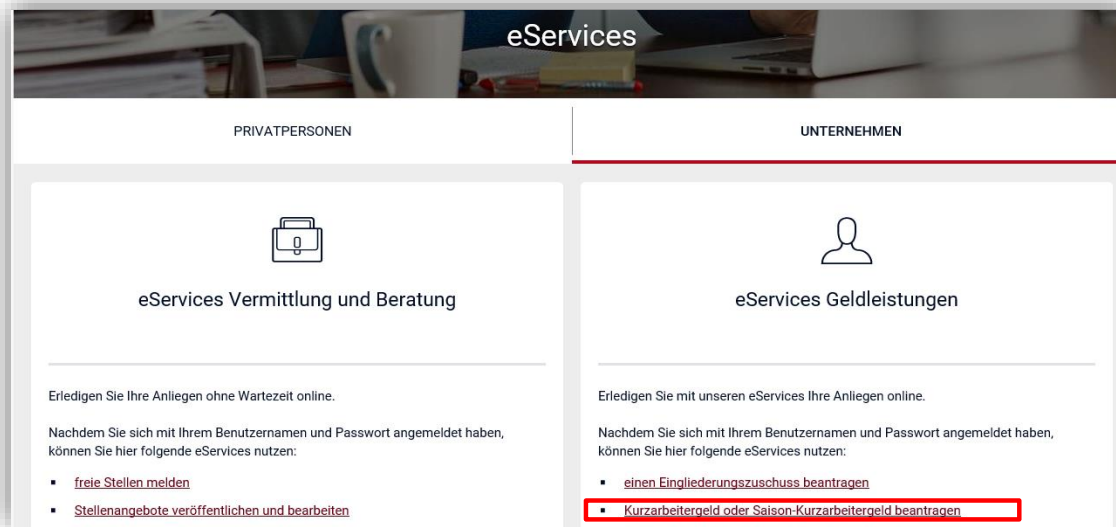 eServices
PRIVATPERSONEN
UNTERNEHMEN
eServices Vermittlung und Beratung
Erledigen Sie Ihre Anliegen ohne Wartezeit online.
Nachdem Sie sich mit Ihrem Benutzernamen und Passwort angemeldet haben,
können Sie hier folgende eServices nutzen:
▪ freie Stellen melden
▪ Stellenangebote veröffentlichen und bearbeiten
eServices Geldleistungen
Erledigen Sie mit unseren eServices Ihre Anliegen online.
Nachdem Sie sich mit Ihrem Benutzernamen und Passwort angemeldet haben,
können Sie hier folgende eServices nutzen:
▪ einen Eingliederungszuschuss beantragen
▪ Kurzarbeitergeld oder Saison-Kurzarbeitergeld beantragen